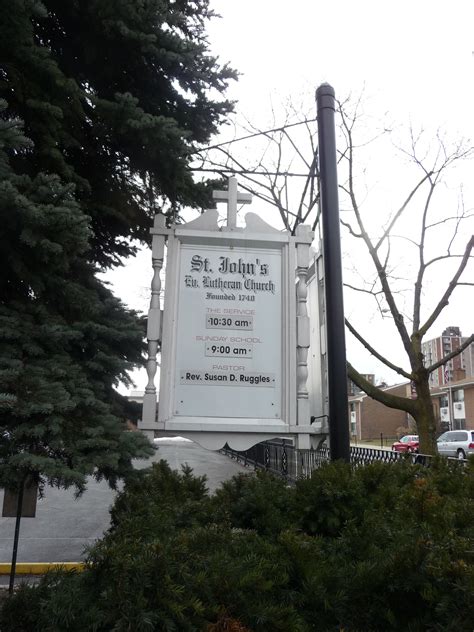 St. John's
Ev. Lutheran Church
Founded 1748
THE SERVICE
10:30 am
SUNDAY SCHOOL
9:00 am
PASTOR
Rev. Susan D. Ruggles